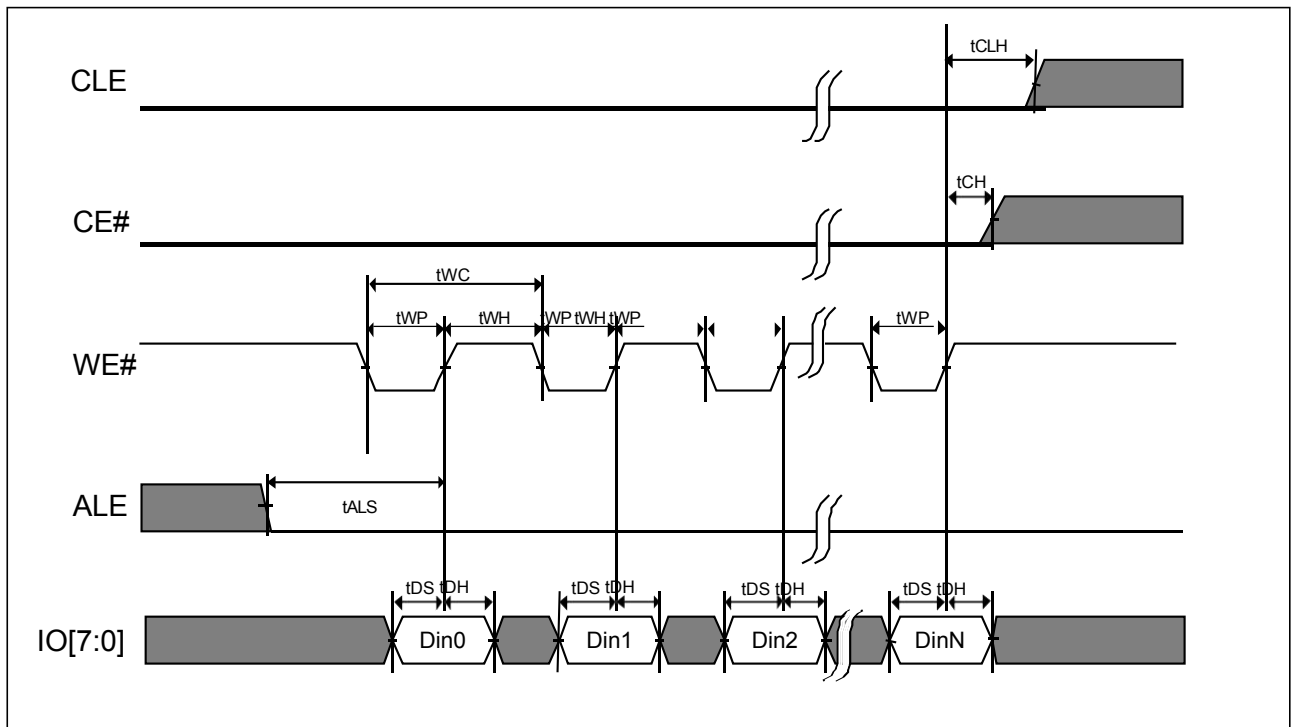 tCLH
CLE
tCH
CE#
tWC
tWP tWH tWP tWH tWP tWP
WE#
ALE
tALS
tDS tDH tDS tDH tDS tDH tDS tDH
IO[7:0] Din0 Din1 Din2 DinN